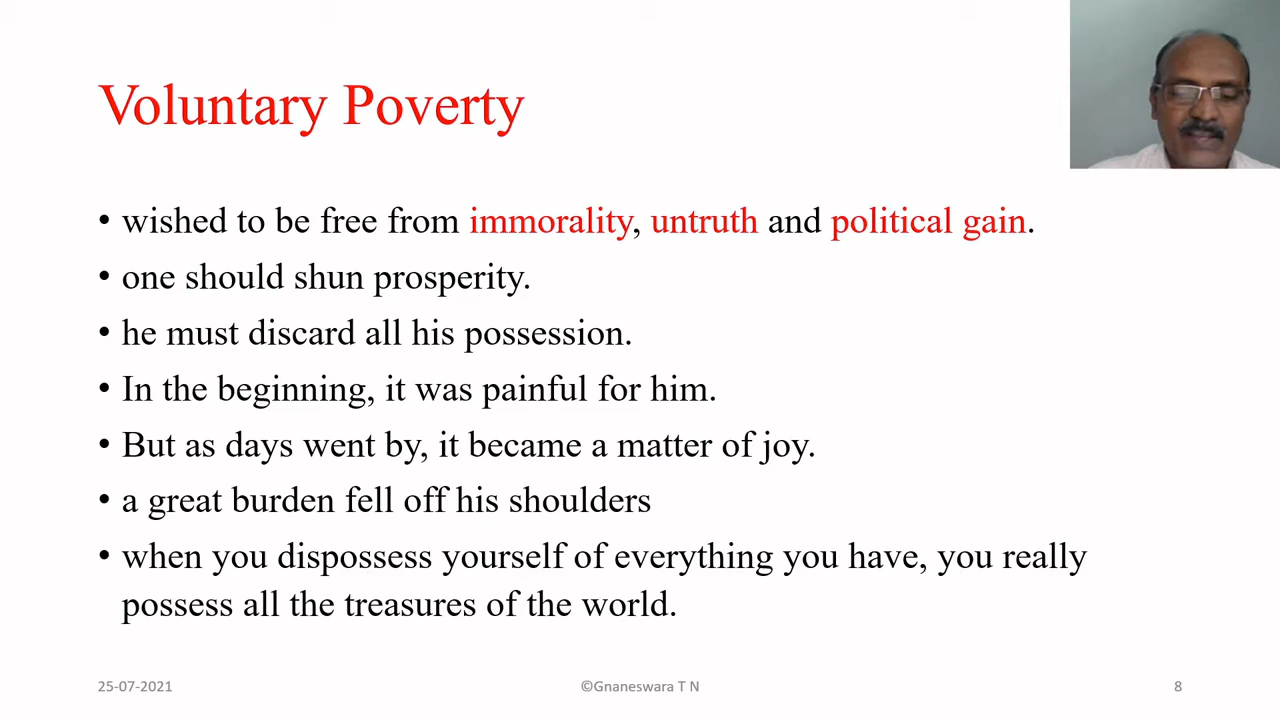 Voluntary Poverty
• wished to be free from immorality, untruth and political gain.
• one should shun prosperity.
• he must discard all his possession.
• In the beginning, it was painful for him.
• But as days went by, it became a matter of joy.
• a great burden fell off his shoulders
• when you dispossess yourself of everything you have, you really
possess all the treasures of the world.
25-07-2021
©Gnaneswara T N
8